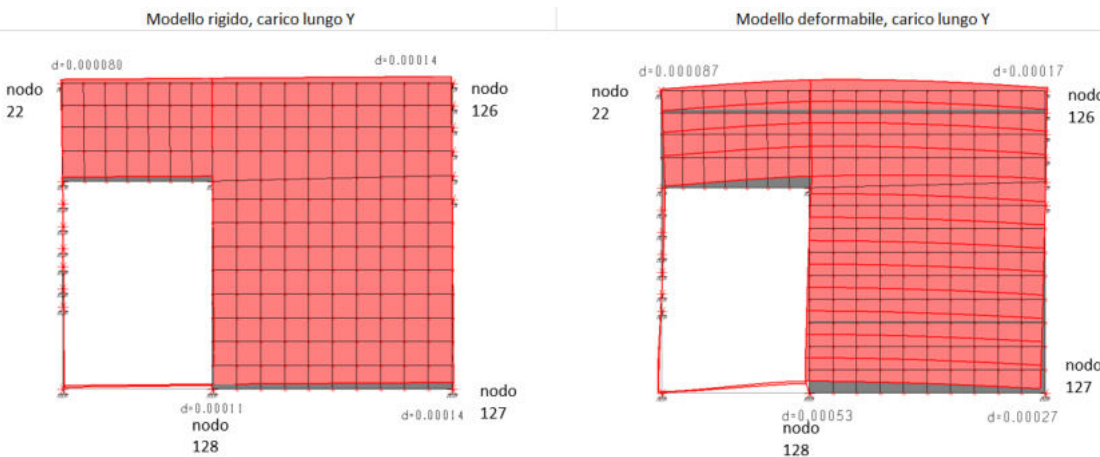 Modello rigido, carico lungo Y
d=0.000080
d=0.00014
nodo
22
nodo
126
d=0.00011
nodo
128
d=0.00014
nodo
127
Modello deformabile, carico lungo Y
d=0.000087
d=0.00017
nodo
22
nodo
126
d=0.00053
nodo
128
d=0.00027
nodo
127